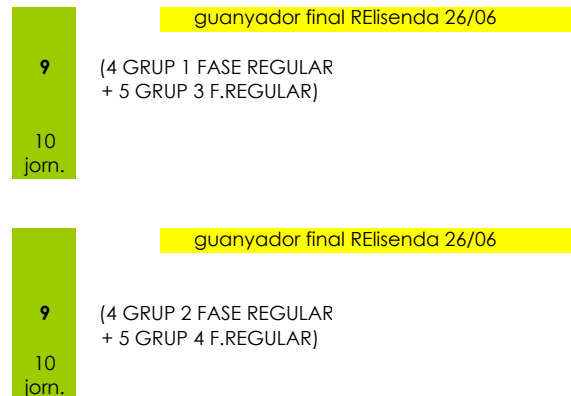 guanyador final RElisenda 26/06
9 (4 GRUP 1 FASE REGULAR
+ 5 GRUP 3 F.REGULAR)
10
jorn.
guanyador final RElisenda 26/06
9 (4 GRUP 2 FASE REGULAR
+ 5 GRUP 4 F.REGULAR)
10
jorn.